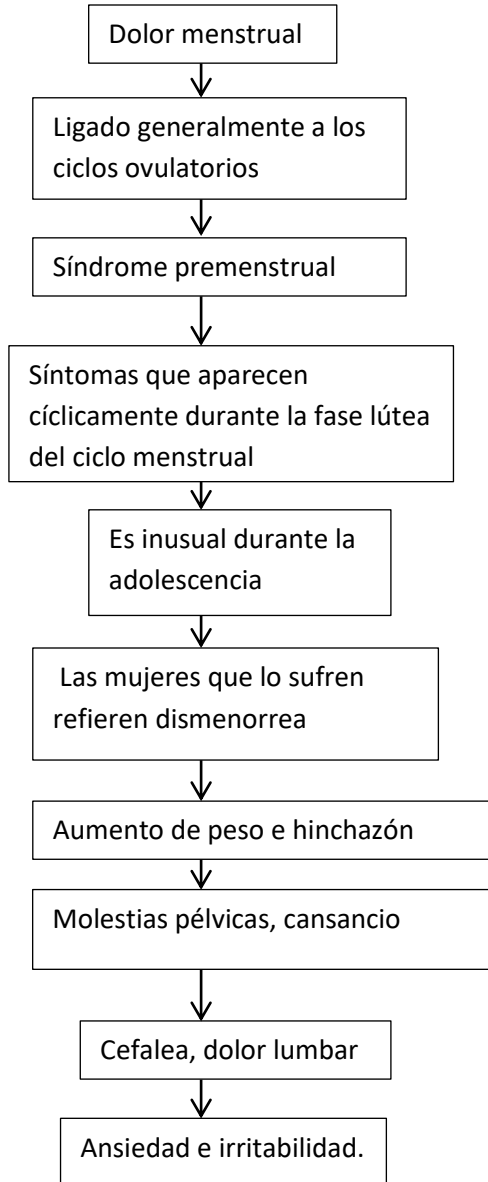 Dolor menstrual
Ligado generalmente a los
ciclos ovulatorios
Síndrome premenstrual
Síntomas que aparecen
cíclicamente durante la fase lútea
del ciclo menstrual
Es inusual durante la
adolescencia
Las mujeres que lo sufren
refieren dismenorrea
Aumento de peso e hinchazón
Molestias pélvicas, cansancio
Cefalea, dolor lumbar
Ansiedad e irritabilidad.